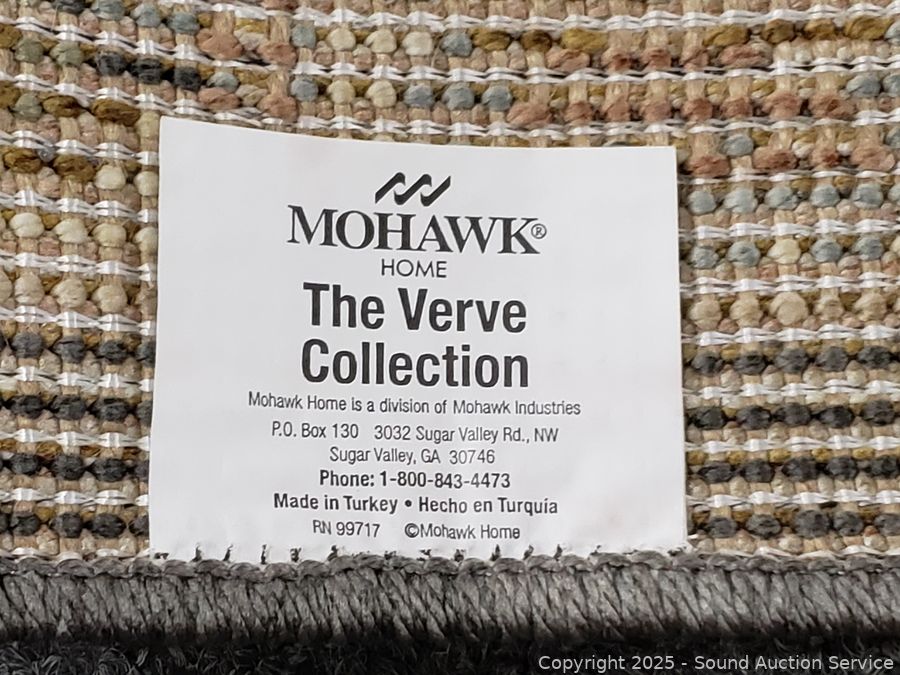 MOHAWK®
HOME
The Verve
Collection
Mohawk Home is a division of Mohawk Industries
P.O. Box 130 3032 Sugar Valley Rd., NW
Sugar Valley, GA 30746
Phone: 1-800-843-4473
Made in Turkey • Hecho en Turquía
RN 99717 ©Mohawk Home
Copyright 2025 - Sound Auction Service